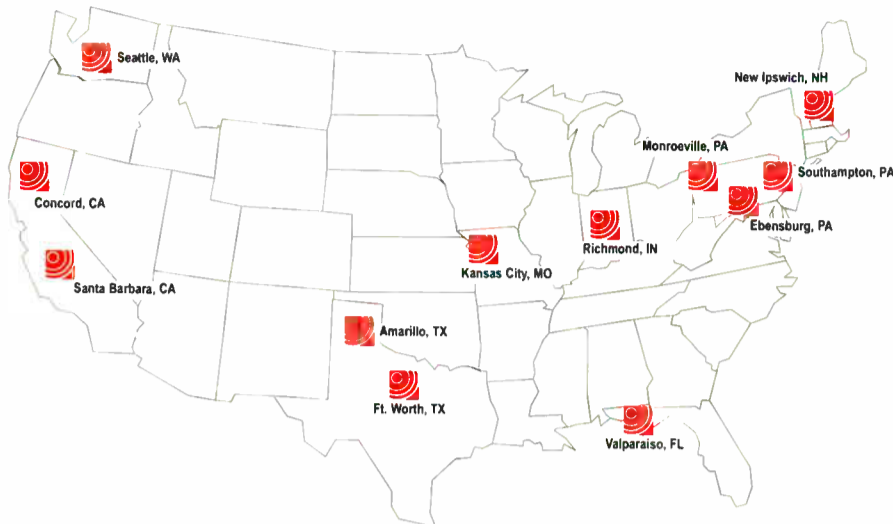 Seattle, WA
New Ipswich, NH
Monroeville, PA
Southampton, PA
Concord, CA
Ebensburg, PA
Richmond, IN
Kansas City, MO
Santa Barbara, CA
Amarillo, TX
Ft. Worth, TX
Valparaiso, FL